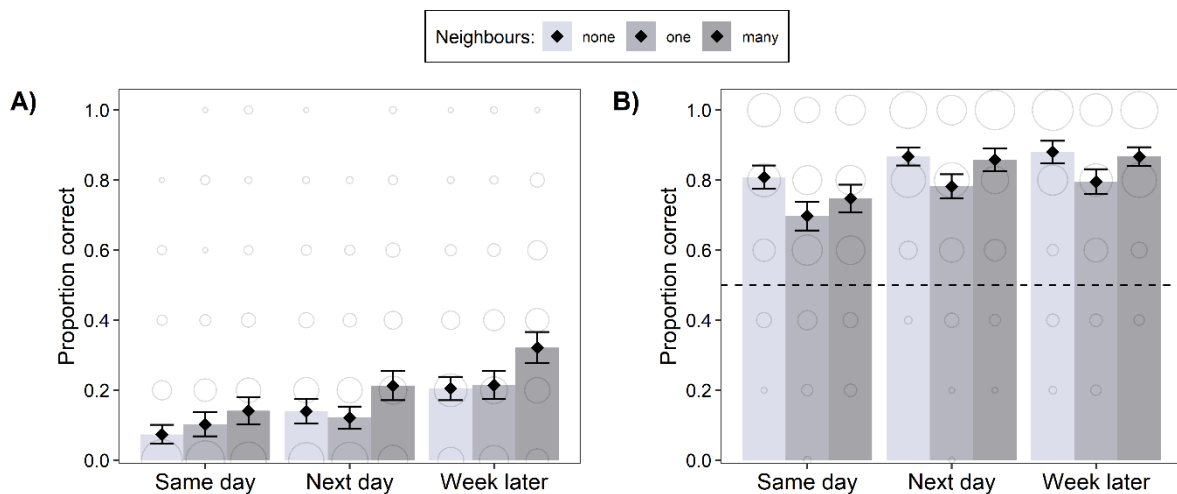 Neighbours: none one many
A)
Proportion correct
1.0
0.8
0.6
0.4
0.2
0.0
Same day Next day Week later
B)
Proportion correct
1.0
0.8
0.6
0.4
0.2
0.0
Same day Next day Week later